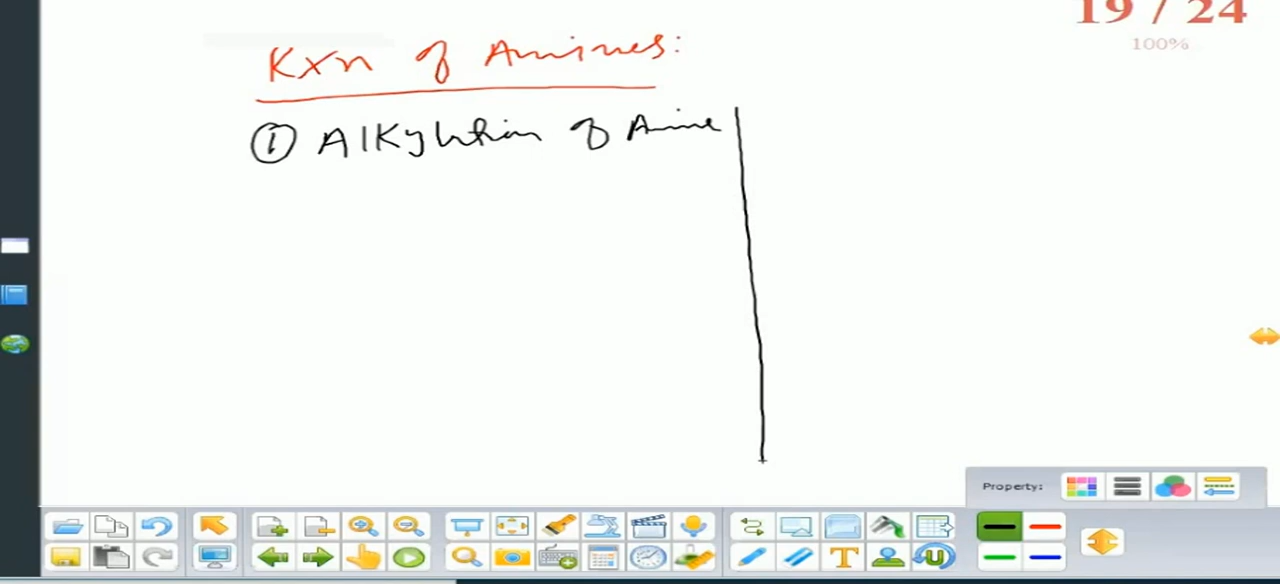 19 / 24
100%
Rxn of Amines:
① Alkylation of Amine
Property: